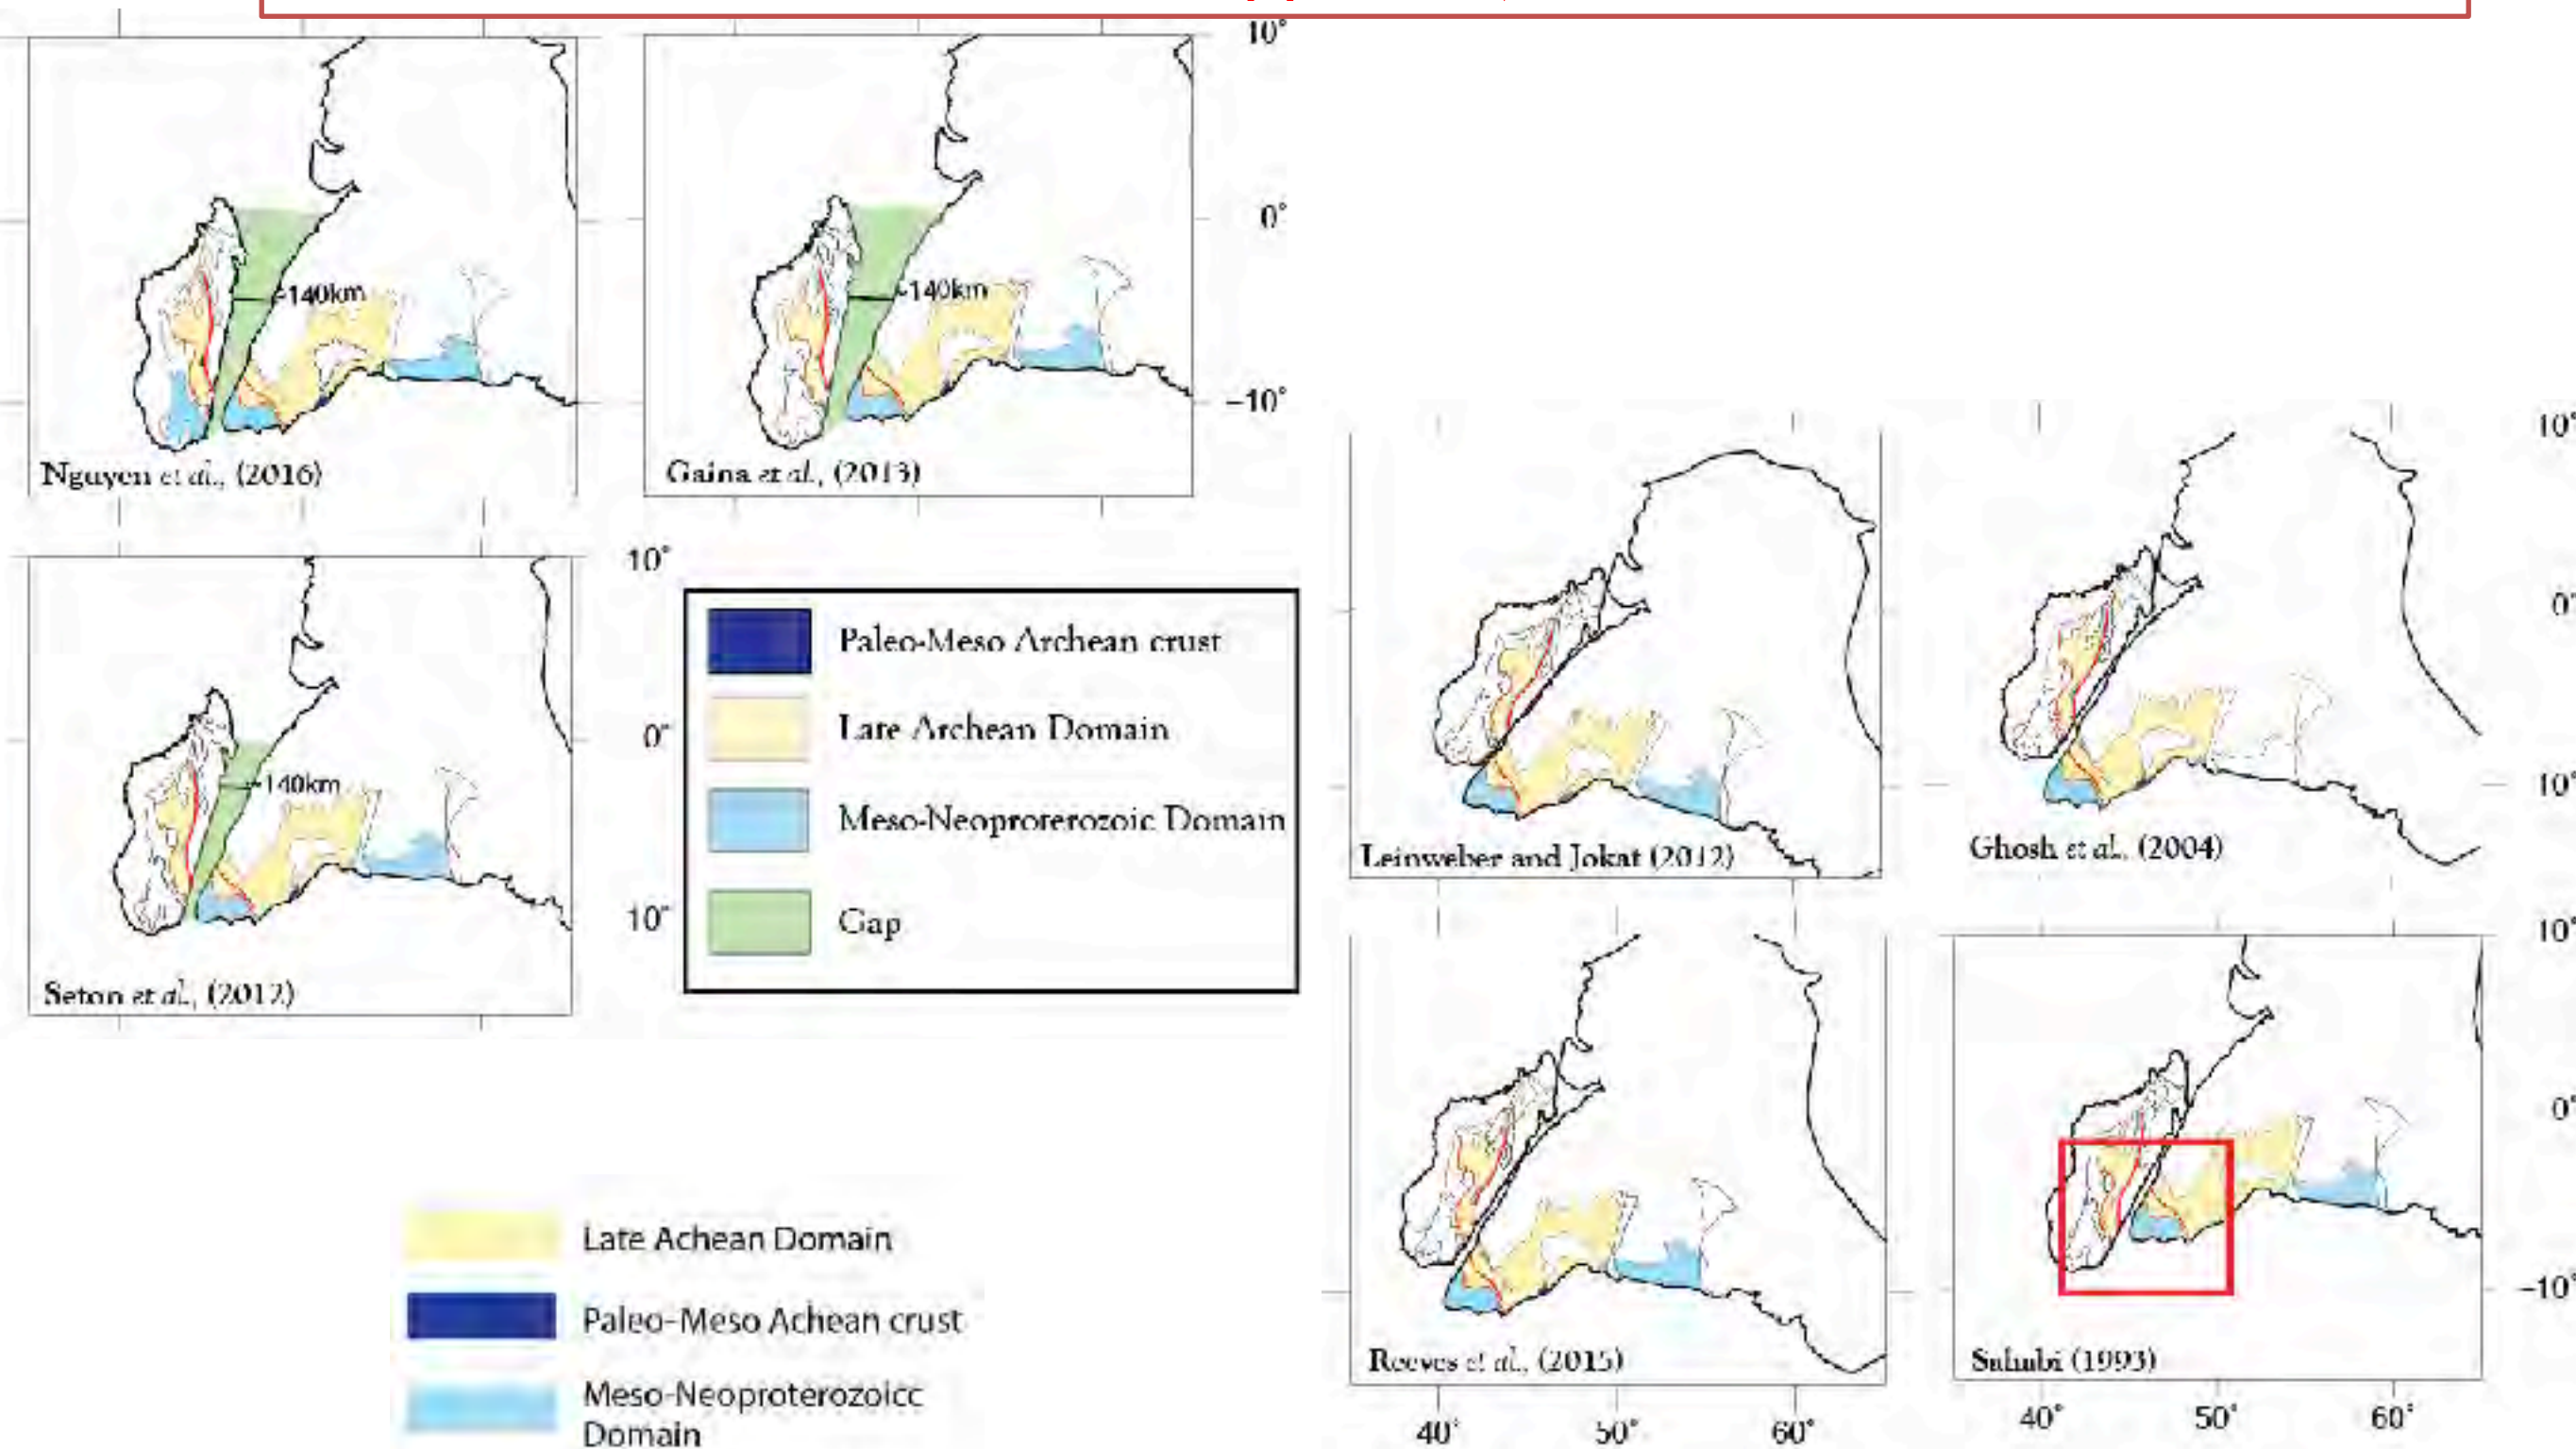 10°
0°
~140km
~140km
−10°
Nguyen et al., (2016)
Gaina et al., (2013)
10°
0°
~140km
10°
Seton et al., (2012)
Paleo-Meso Archean crust
Late Archean Domain
Meso-Neoproterozoic Domain
Gap
10°
0°
10°
Leinweber and Jokat (2012)
Ghosh et al., (2004)
10°
0°
−10°
Reeves et al., (2015)
Sahabi (1993)
40° 50° 60°
40° 50° 60°
Late Achean Domain
Paleo-Meso Achean crust
Meso-Neoproterozoicc
Domain